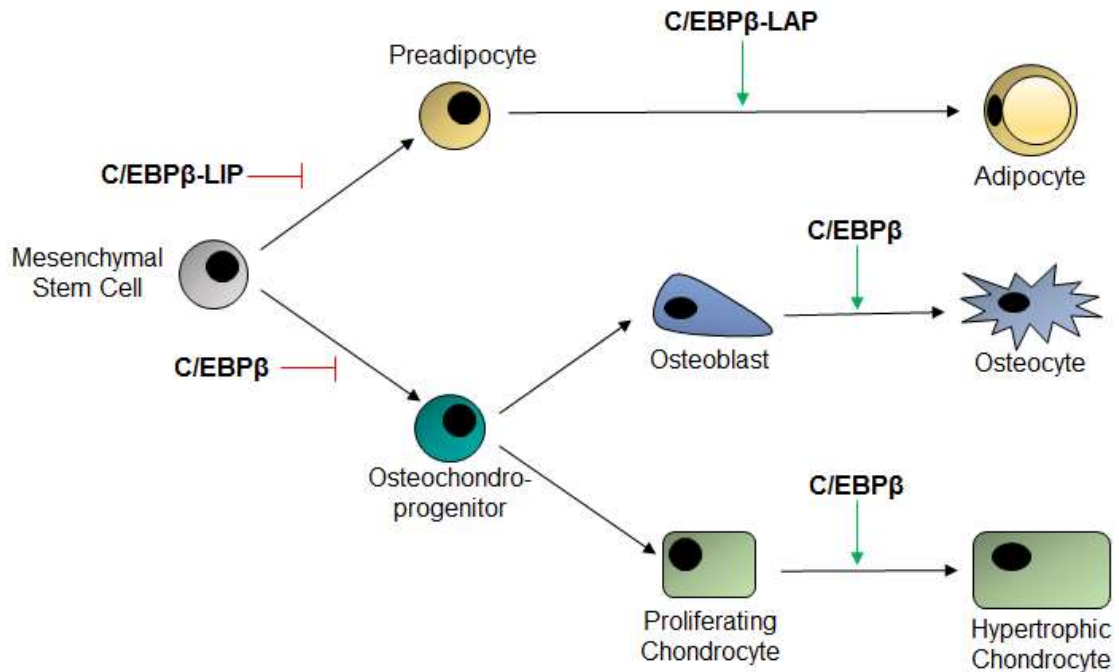 C/EBPβ-LAP
Preadipocyte
Adipocyte
C/EBPβ-LIP
Mesenchymal
Stem Cell
C/EBPβ
Osteoblast
Osteocyte
C/EBPβ
Osteochondro-
progenitor
C/EBPβ
Proliferating
Chondrocyte
Hypertrophic
Chondrocyte